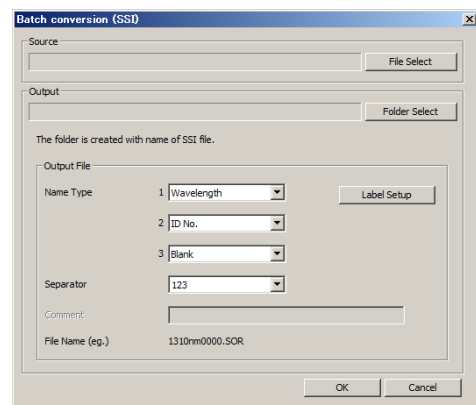 Batch conversion (SSI)
Source
File Select
Output
Folder Select
The folder is created with name of SSI file.
Output File
Name Type 1 Wavelength Label Setup
2 ID No.
3 Blank
Separator 123
Comment
File Name (eg.) 1310nm0000.SOR
OK Cancel